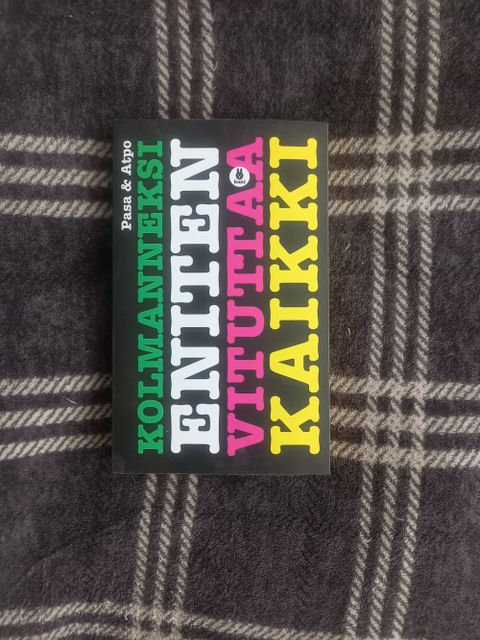 Pasa & Atpo
KOLMANNEKSI
ENITEN
VITUTTAA
KAIKKI